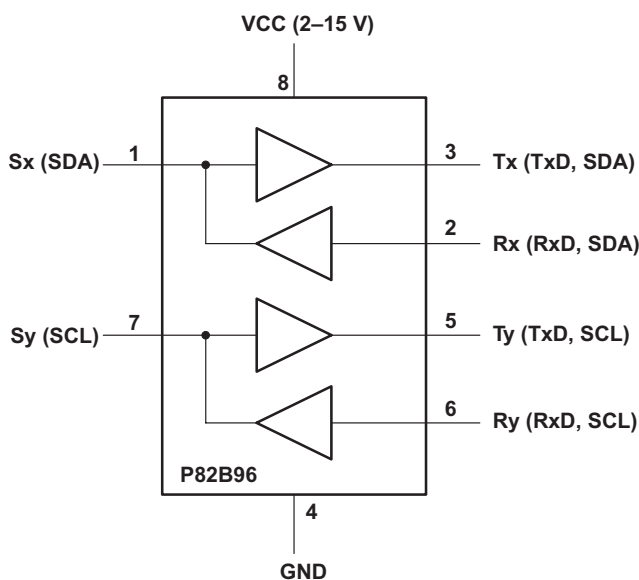 VCC (2–15 V)
8
Sx (SDA)
1
3
Tx (TxD, SDA)
2
Rx (RxD, SDA)
Sy (SCL)
7
5
Ty (TxD, SCL)
6
Ry (RxD, SCL)
P82B96
4
GND